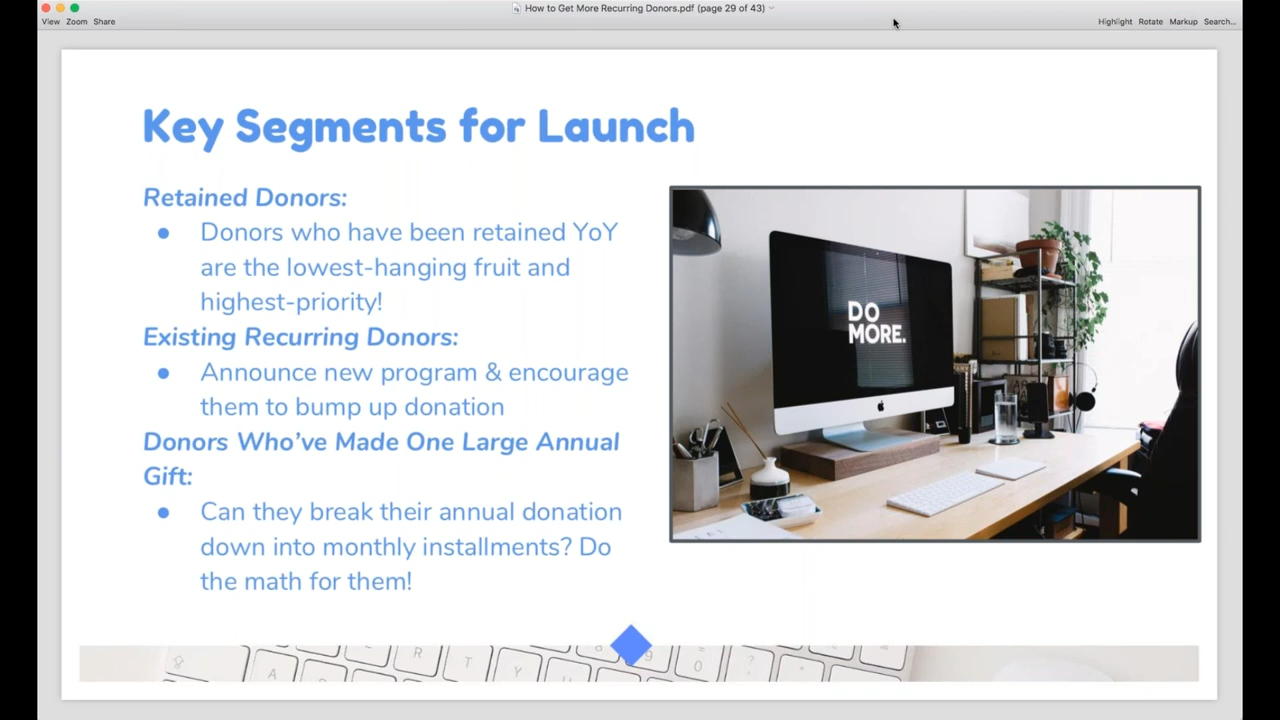 How to Get More Recurring Donors.pdf (page 29 of 43)
View Zoom Share
Highlight Rotate Markup Search...
Key Segments for Launch
Retained Donors:
● Donors who have been retained YoY
are the lowest-hanging fruit and
highest-priority!
Existing Recurring Donors:
● Announce new program & encourage
them to bump up donation
Donors Who've Made One Large Annual
Gift:
● Can they break their annual donation
down into monthly installments? Do
the math for them!
DO
MORE.
R T Y 9 0
A